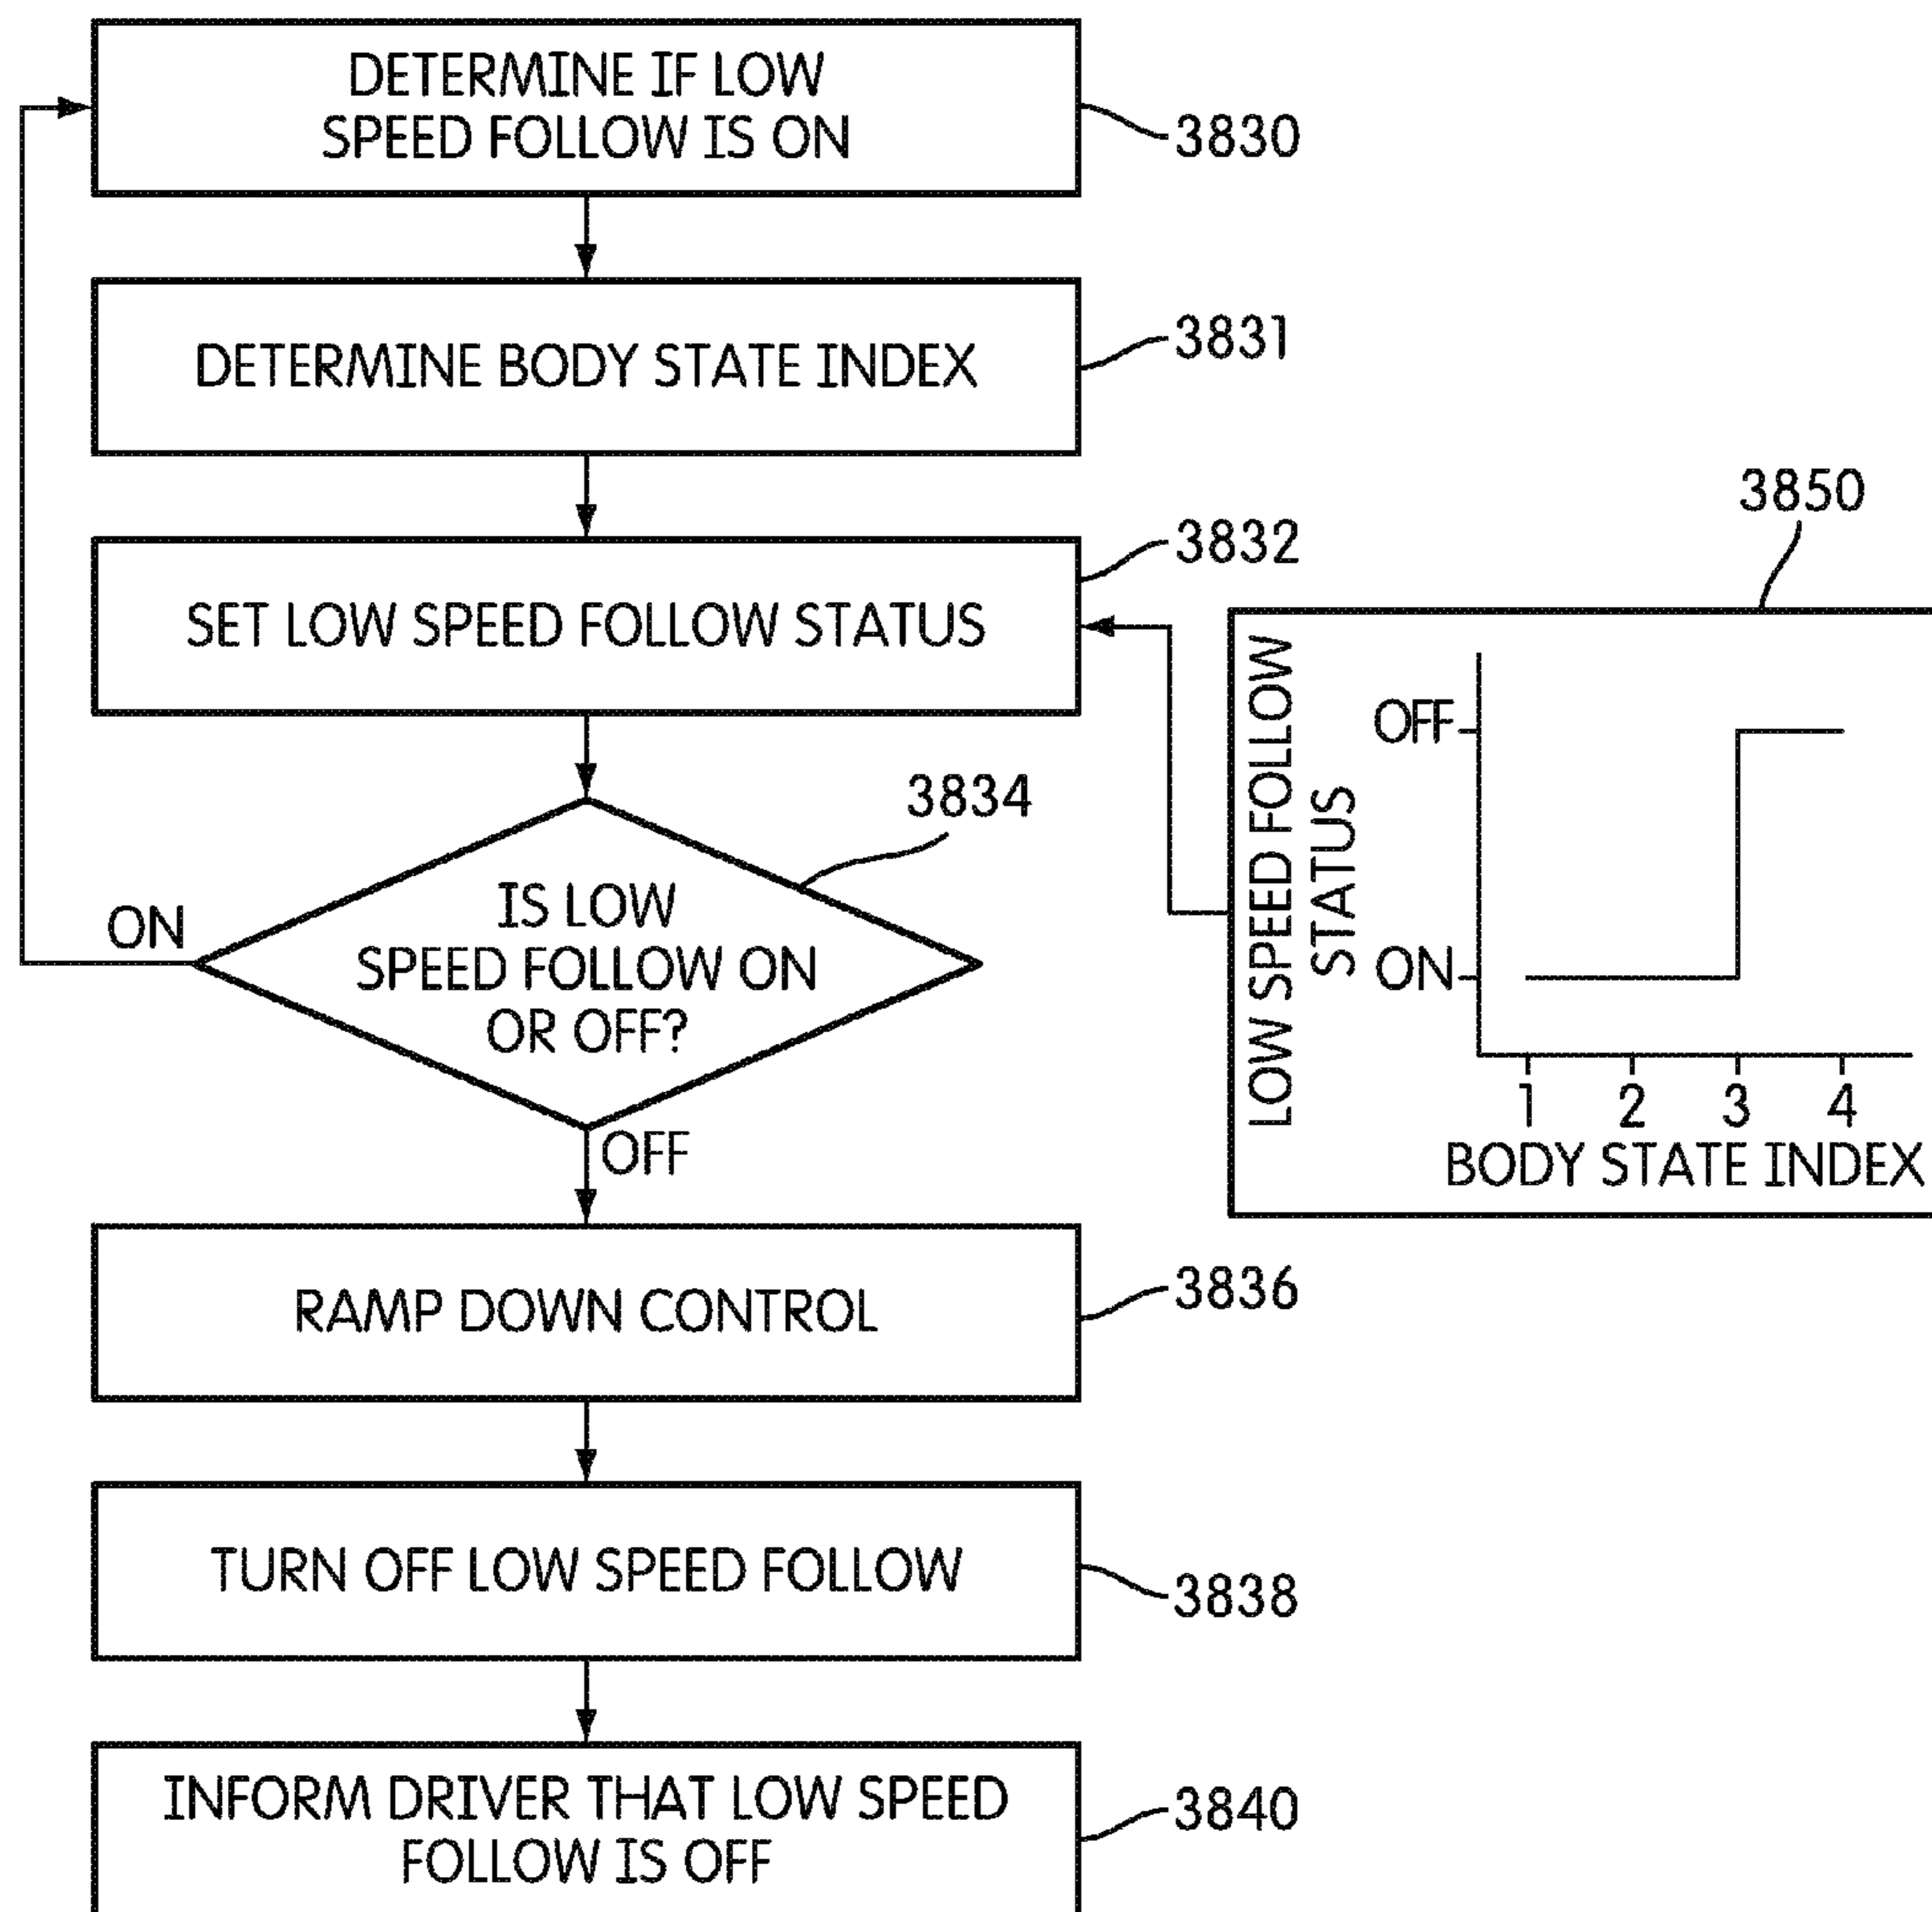 DETERMINE IF LOW
SPEED FOLLOW IS ON
3830
DETERMINE BODY STATE INDEX
3831
SET LOW SPEED FOLLOW STATUS
3832
3850
LOW SPEED FOLLOW
STATUS
OFF
ON
1 2 3 4
BODY STATE INDEX
3834
IS LOW
SPEED FOLLOW ON
OR OFF?
ON
OFF
RAMP DOWN CONTROL
3836
TURN OFF LOW SPEED FOLLOW
3838
INFORM DRIVER THAT LOW SPEED
FOLLOW IS OFF
3840